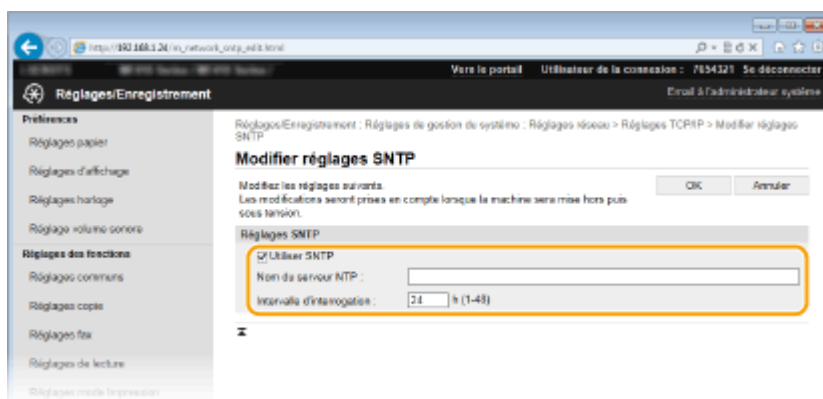 http://192.168.1.24/m_network_sntp_edit.html
Vers le portail Utilisateur de la connexion : 7654321 Se déconnecter
Réglages/Enregistrement
Email à l'administrateur système
Préférences
Réglages papier
Réglages d'affichage
Réglages horloge
Réglage volume sonore
Réglages des fonctions
Réglages communs
Réglages copie
Réglages fax
Réglages de lecture
Réglages mode Impression
Réglages/Enregistrement : Réglages de gestion du système : Réglages réseau > Réglages TCP/IP > Modifier réglages
SNTP
Modifier réglages SNTP
Modifiez les réglages suivants.
Les modifications seront prises en compte lorsque la machine sera mise hors puis
sous tension.
OK Annuler
Réglages SNTP
Utiliser SNTP
Nom du serveur NTP :
Intervalle d'interrogation : 24 h (1-48)